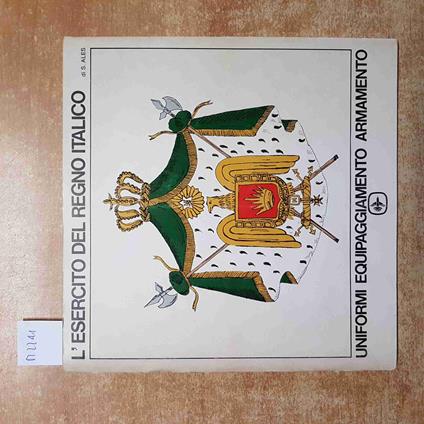 L' ESERCITO DEL REGNO ITALICO
di S. ALES
UNIFORMI EQUIPAGGIAMENTO ARMAMENTO